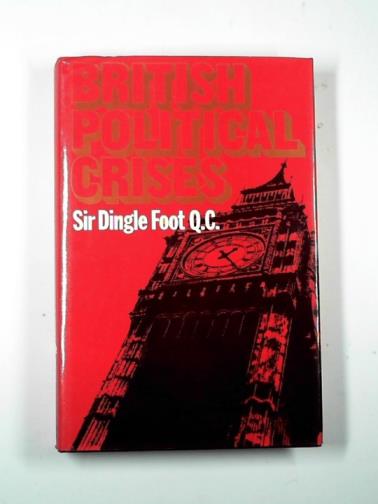 BRITISH
POLITICAL
CRISES
Sir Dingle Foot Q.C.